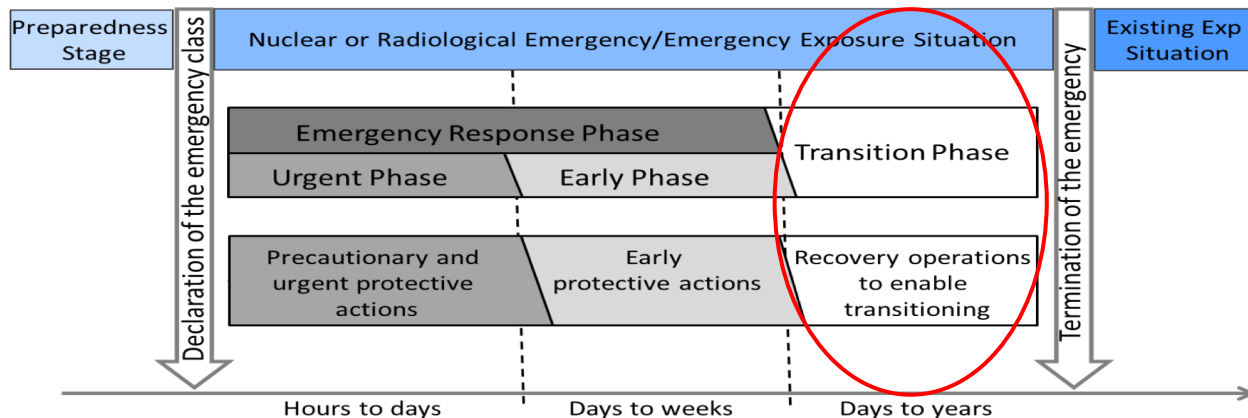 Preparedness
Stage
Declaration of the emergency class
Nuclear or Radiological Emergency/Emergency Exposure Situation
Termination of the emergency
Existing Exp
Situation
Emergency Response Phase
Transition Phase
Urgent Phase
Early Phase
Precautionary and
urgent protective
actions
Early
protective actions
Recovery operations
to enable
transitioning
Hours to days
Days to weeks
Days to years